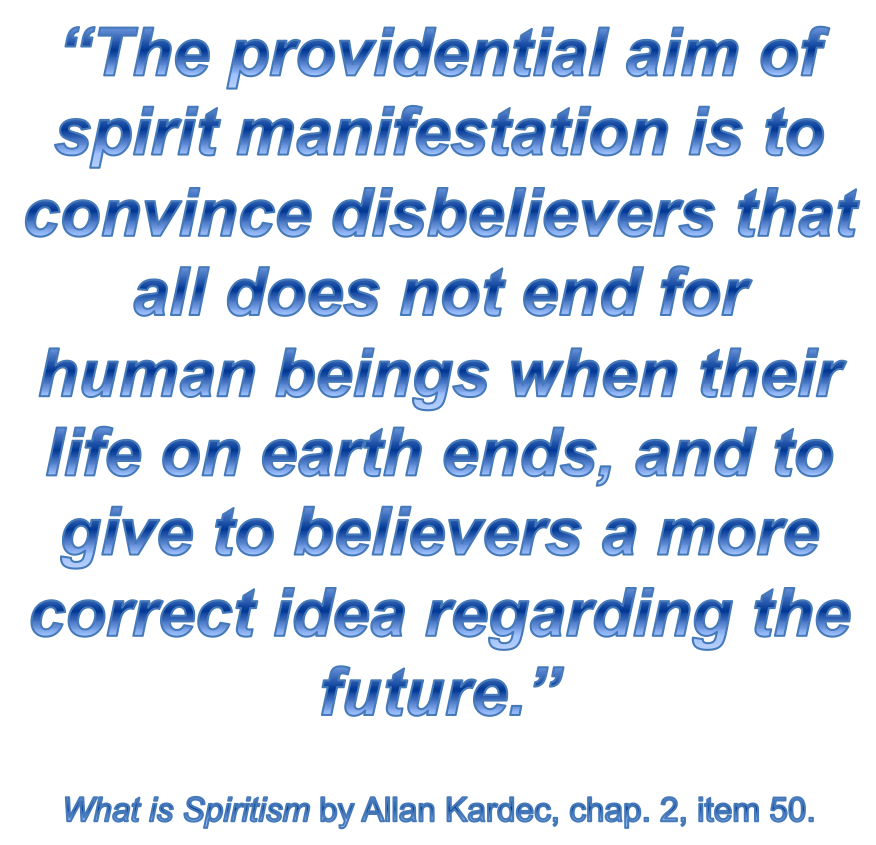 “The providential aim of
spirit manifestation is to
convince disbelievers that
all does not end for
human beings when their
life on earth ends, and to
give to believers a more
correct idea regarding the
future.”
What is Spiritism by Allan Kardec, chap. 2, item 50.